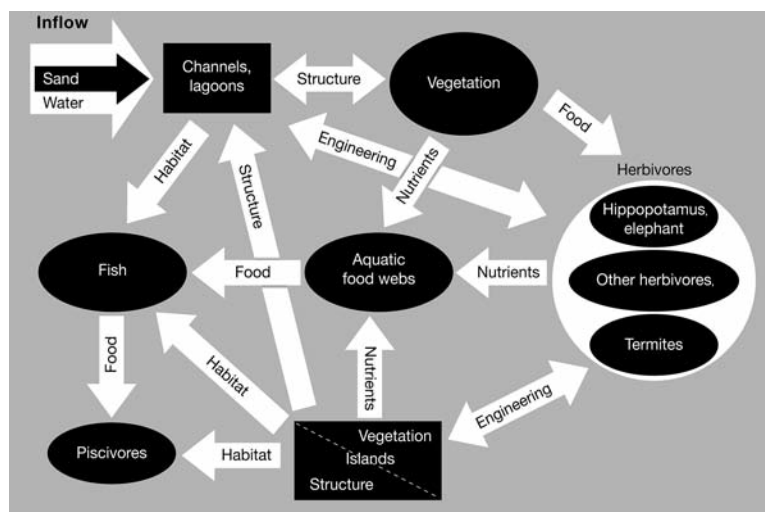 Inflow
Sand
Water
Channels,
lagoons
Structure
Vegetation
Food
Habitat
Structure
Engineering
Nutrients
Herbivores
Hippopotamus,
elephant
Other herbivores,
Termites
Fish
Food
Aquatic
food webs
Nutrients
Food
Habitat
Nutrients
Engineering
Piscivores
Habitat
Vegetation
Islands
Structure